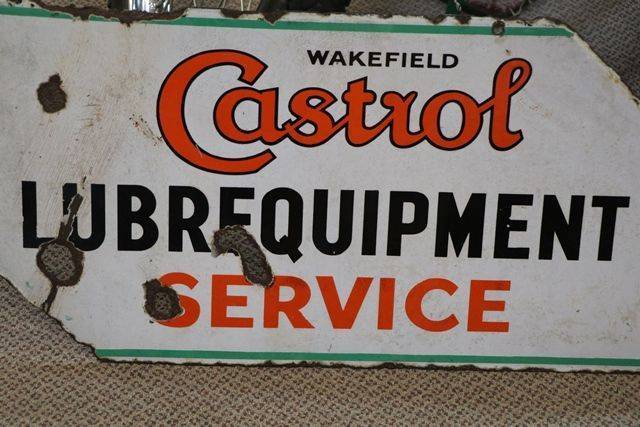 WAKEFIELD
Castrol
LUBREQUIPMENT
SERVICE